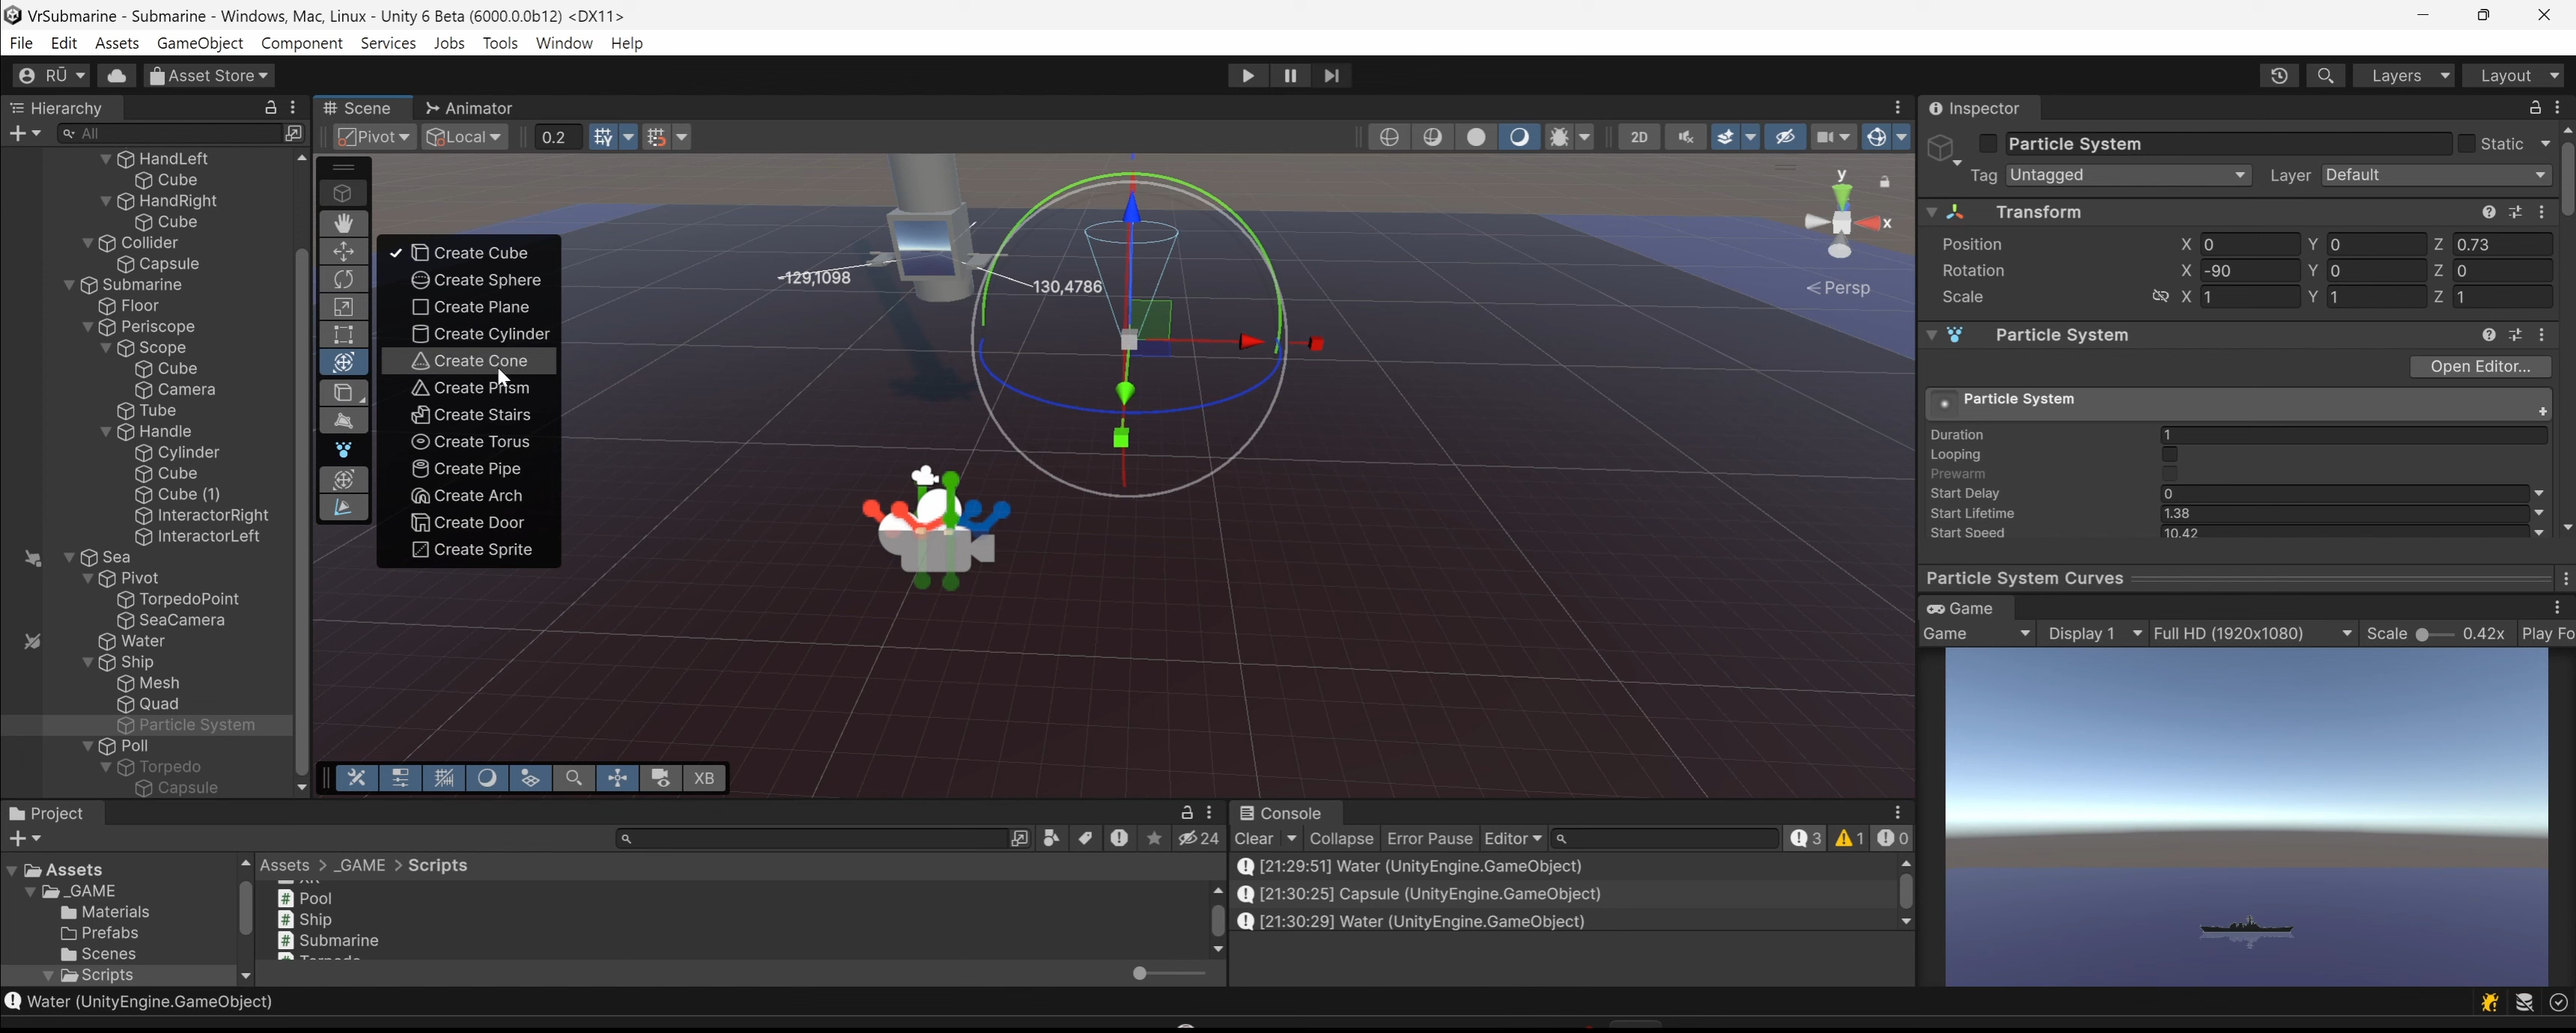 VrSubmarine - Submarine - Windows, Mac, Linux - Unity 6 Beta (6000.0.0b12) <DX11>
File Edit Assets GameObject Component Services Jobs Tools Window Help
RŪ Asset Store Layers Layout
Hierarchy
All
HandLeft
Cube
HandRight
Cube
Collider
Capsule
Submarine
Floor
Periscope
Scope
Cube
Camera
Tube
Handle
Cylinder
Cube
Cube (1)
InteractorRight
InteractorLeft
Sea
Pivot
TorpedoPoint
SeaCamera
Water
Ship
Mesh
Quad
Particle System
Poll
Torpedo
Capsule
Scene Animator
Pivot Local 0.2 2D
Create Cube
Create Sphere
Create Plane
Create Cylinder
Create Cone
Create Prism
Create Stairs
Create Torus
Create Pipe
Create Arch
Create Door
Create Sprite
-129,1098
130,4786
y
x
Persp
XB
Inspector
Particle System Static
Tag Untagged Layer Default
Transform
Position X 0 Y 0 Z 0.73
Rotation X -90 Y 0 Z 0
Scale X 1 Y 1 Z 1
Particle System
Open Editor...
Particle System
Duration 1
Looping
Prewarm
Start Delay 0
Start Lifetime 1.38
Start Speed 10.42
Particle System Curves
Game
Game Display 1 Full HD (1920x1080) Scale 0.42x Play Fo
Project
24
Assets
_GAME
Materials
Prefabs
Scenes
Scripts
Assets > _GAME > Scripts
Pool
Ship
Submarine
Console
Clear Collapse Error Pause Editor 3 1 0
[21:29:51] Water (UnityEngine.GameObject)
[21:30:25] Capsule (UnityEngine.GameObject)
[21:30:29] Water (UnityEngine.GameObject)
Water (UnityEngine.GameObject)